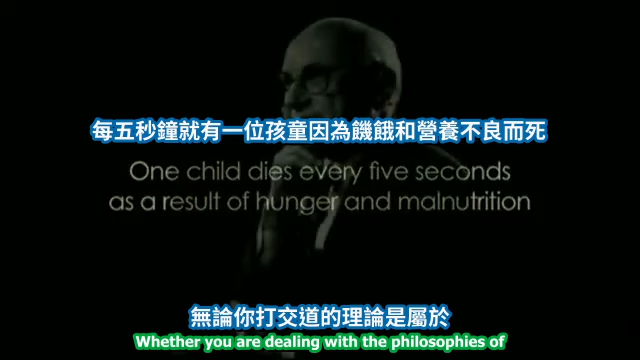 每五秒鐘就有一位孩童因為饑餓和營養不良而死
One child dies every five seconds
as a result of hunger and malnutrition
無論你打交道的理論是屬於
Whether you are dealing with the philosophies of